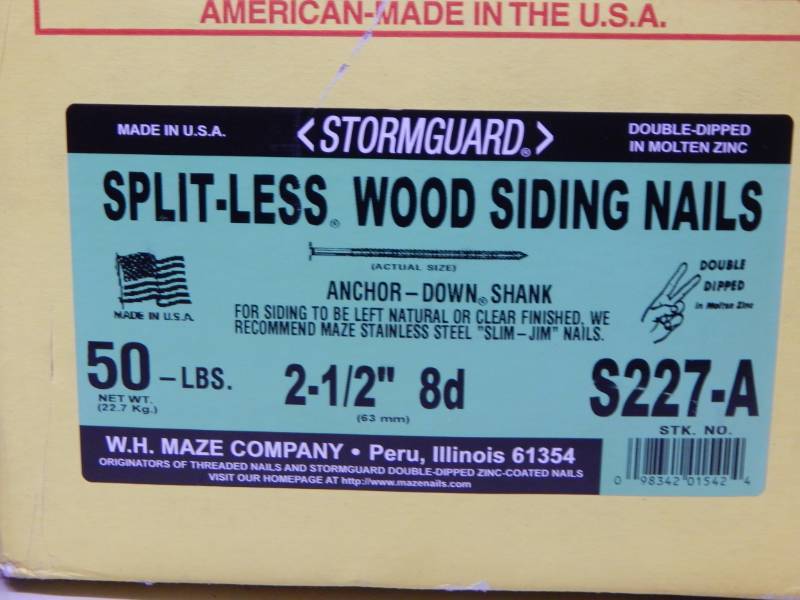 AMERICAN-MADE IN THE U.S.A.
MADE IN U.S.A.
<STORMGUARD®>
DOUBLE-DIPPED
IN MOLTEN ZINC
SPLIT-LESS® WOOD SIDING NAILS
(ACTUAL SIZE)
MADE IN U.S.A.
ANCHOR-DOWN® SHANK
FOR SIDING TO BE LEFT NATURAL OR CLEAR FINISHED, WE
RECOMMEND MAZE STAINLESS STEEL "SLIM-JIM" NAILS.
DOUBLE
DIPPED
in Molten Zinc
50-LBS.
NET WT.
(22.7 Kg.)
2-1/2" 8d
(63 mm)
S227-A
STK. NO.
W.H. MAZE COMPANY • Peru, Illinois 61354
ORIGINATORS OF THREADED NAILS AND STORMGUARD DOUBLE-DIPPED ZINC-COATED NAILS
VISIT OUR HOMEPAGE AT http://www.mazenails.com
0 98342 01542 4